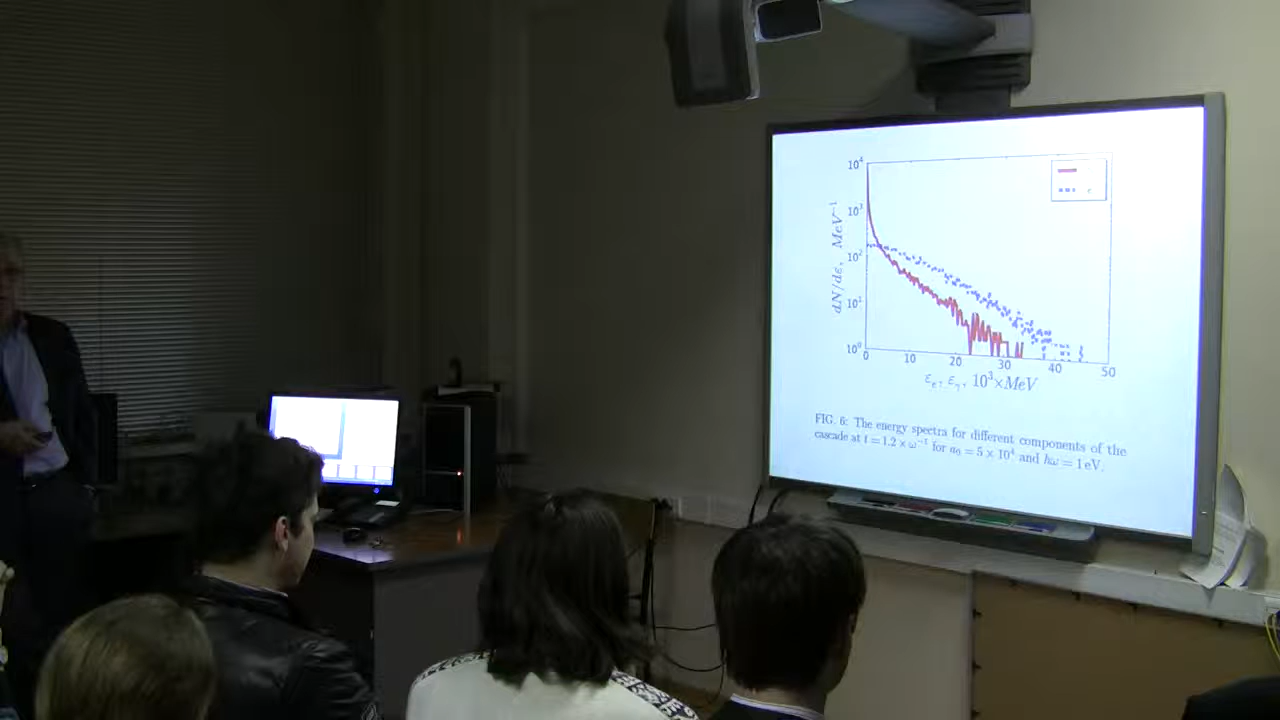 10⁴
10³
10²
10¹
10⁰
dN/dε, MeV⁻¹
0 10 20 30 40 50
εₑ, εᵧ, 10³×MeV
FIG. 6: The energy spectra for different components of the
cascade at t = 1.2 × ω⁻¹ for a₀ = 5 × 10⁴ and ħω = 1 eV.